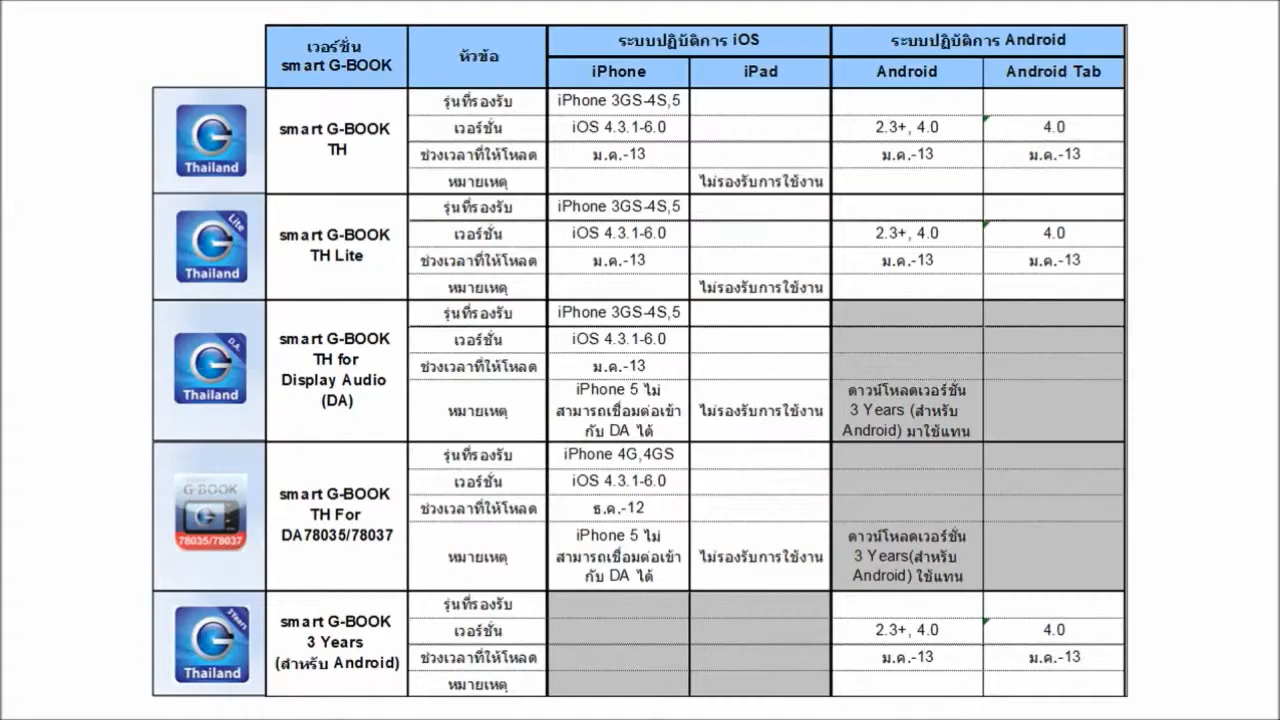 เวอร์ชั่น
smart G-BOOK
หัวข้อ
ระบบปฏิบัติการ iOS
ระบบปฏิบัติการ Android
iPhone
iPad
Android
Android Tab
Thailand
smart G-BOOK
TH
รุ่นที่รองรับ
iPhone 3GS-4S,5
เวอร์ชั่น
iOS 4.3.1-6.0
2.3+, 4.0
4.0
ช่วงเวลาที่ให้โหลด
ม.ค.-13
ม.ค.-13
ม.ค.-13
หมายเหตุ
ไม่รองรับการใช้งาน
Lite
Thailand
smart G-BOOK
TH Lite
รุ่นที่รองรับ
iPhone 3GS-4S,5
เวอร์ชั่น
iOS 4.3.1-6.0
2.3+, 4.0
4.0
ช่วงเวลาที่ให้โหลด
ม.ค.-13
ม.ค.-13
ม.ค.-13
หมายเหตุ
ไม่รองรับการใช้งาน
D.A.
Thailand
smart G-BOOK
TH for
Display Audio
(DA)
รุ่นที่รองรับ
iPhone 3GS-4S,5
เวอร์ชั่น
iOS 4.3.1-6.0
ช่วงเวลาที่ให้โหลด
ม.ค.-13
หมายเหตุ
iPhone 5 ไม่
สามารถเชื่อมต่อเข้า
กับ DA ได้
ไม่รองรับการใช้งาน
ดาวน์โหลดเวอร์ชั่น
3 Years (สำหรับ
Android) มาใช้แทน
G-BOOK
78035/78037
smart G-BOOK
TH For
DA78035/78037
รุ่นที่รองรับ
iPhone 4G,4GS
เวอร์ชั่น
iOS 4.3.1-6.0
ช่วงเวลาที่ให้โหลด
ธ.ค.-12
หมายเหตุ
iPhone 5 ไม่
สามารถเชื่อมต่อเข้า
กับ DA ได้
ไม่รองรับการใช้งาน
ดาวน์โหลดเวอร์ชั่น
3 Years(สำหรับ
Android) ใช้แทน
3Years
Thailand
smart G-BOOK
3 Years
(สำหรับ Android)
รุ่นที่รองรับ
เวอร์ชั่น
2.3+, 4.0
4.0
ช่วงเวลาที่ให้โหลด
ม.ค.-13
ม.ค.-13
หมายเหตุ